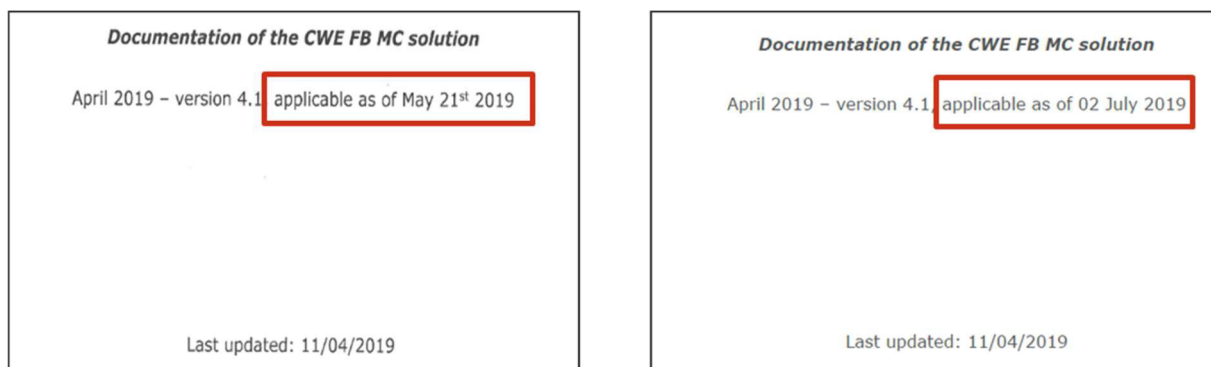 Documentation of the CWE FB MC solution
April 2019 – version 4.1, applicable as of May 21st 2019
Last updated: 11/04/2019
Documentation of the CWE FB MC solution
April 2019 – version 4.1, applicable as of 02 July 2019
Last updated: 11/04/2019